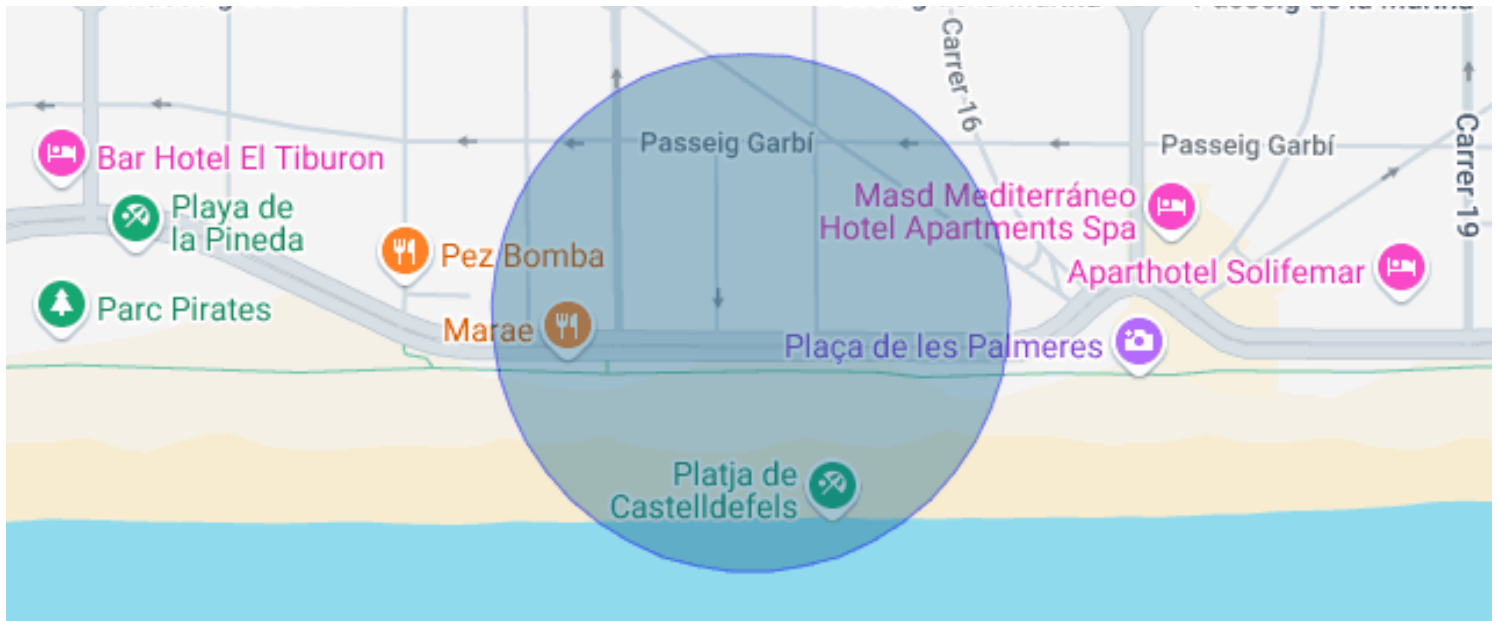 Carrer 16
Passeig Garbí
Passeig Garbí
Carrer 19
Bar Hotel El Tiburon
Masd Mediterráneo
Hotel Apartments Spa
Playa de
la Pineda
Pez Bomba
Aparthotel Solifemar
Parc Pirates
Marae
Plaça de les Palmeres
Platja de
Castelldefels